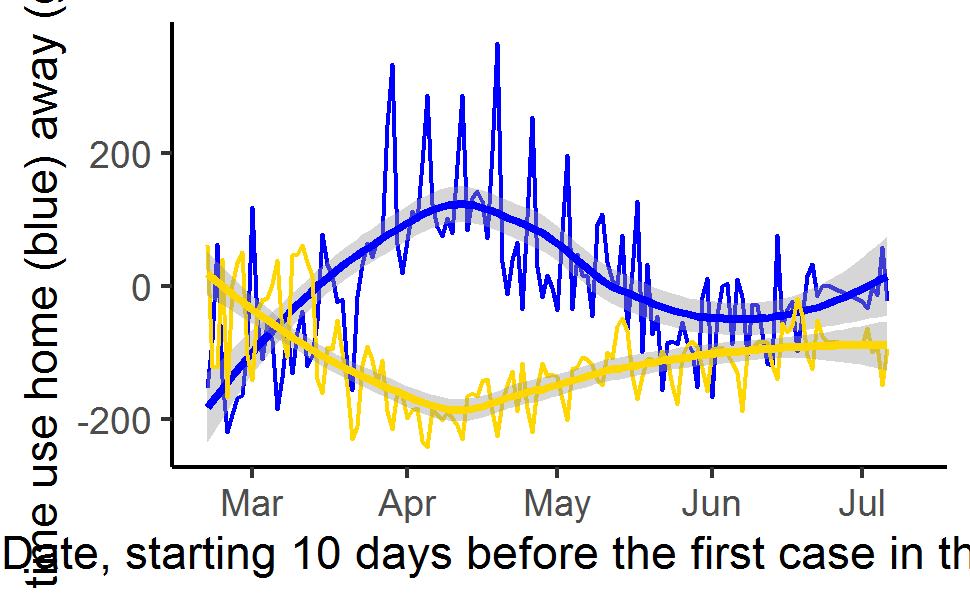 time use home (blue) away (
200
0
-200
Mar Apr May Jun Jul
Date, starting 10 days before the first case in th